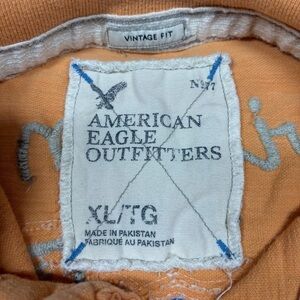 VINTAGE FIT
Nº77
AMERICAN
EAGLE
OUTFITTERS
XL/TG
MADE IN PAKISTAN
FABRIQUÉ AU PAKISTAN